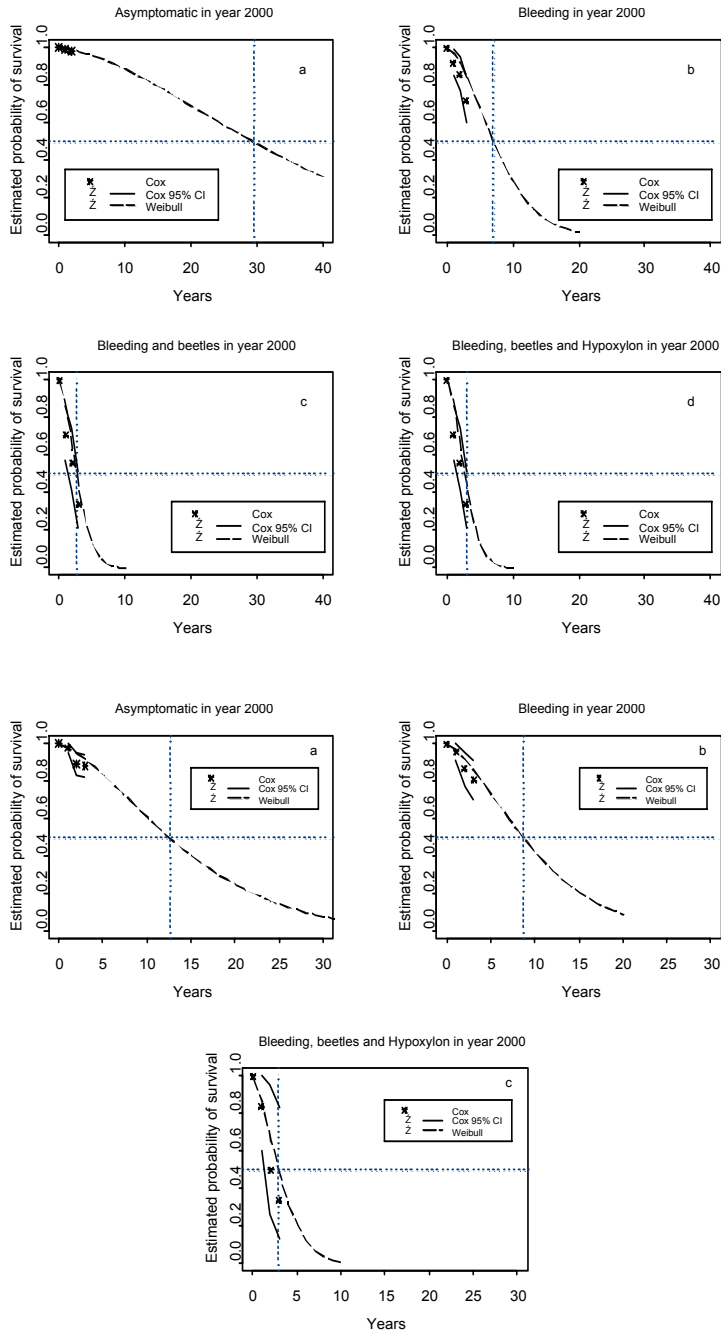 Asymptomatic in year 2000
Estimated probability of survival
0.0 0.2 0.4 0.6 0.8 1.0
a
Cox
Ż Cox 95% CI
Ż Weibull
0 10 20 30 40
Years
Bleeding in year 2000
Estimated probability of survival
0.0 0.2 0.4 0.6 0.8 1.0
b
Cox
Ż Cox 95% CI
Ż Weibull
0 10 20 30 40
Years
Bleeding and beetles in year 2000
Estimated probability of survival
0.0 0.2 0.4 0.6 0.8 1.0
c
Cox
Ż Cox 95% CI
Ż Weibull
0 10 20 30 40
Years
Bleeding, beetles and Hypoxylon in year 2000
Estimated probability of survival
0.0 0.2 0.4 0.6 0.8 1.0
d
Cox
Ż Cox 95% CI
Ż Weibull
0 10 20 30 40
Years
Asymptomatic in year 2000
Estimated probability of survival
0.0 0.2 0.4 0.6 0.8 1.0
a
Cox
Ż Cox 95% CI
Ż Weibull
0 5 10 15 20 25 30
Years
Bleeding in year 2000
Estimated probability of survival
0.0 0.2 0.4 0.6 0.8 1.0
b
Cox
Ż Cox 95% CI
Ż Weibull
0 5 10 15 20 25 30
Years
Bleeding, beetles and Hypoxylon in year 2000
Estimated probability of survival
0.0 0.2 0.4 0.6 0.8 1.0
c
Cox
Ż Cox 95% CI
Ż Weibull
0 5 10 15 20 25 30
Years